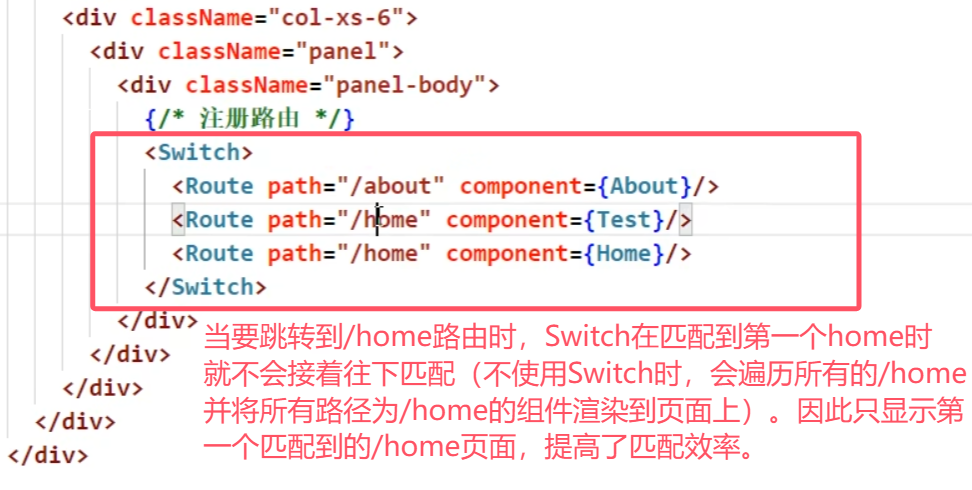 <div className="col-xs-6">
<div className="panel">
<div className="panel-body">
{/* 注册路由 */}
<Switch>
<Route path="/about" component={About}/>
<Route path="/home" component={Test}/>
<Route path="/home" component={Home}/>
</Switch>
</div>
</div>
</div>
</div>
</div>
当要跳转到/home路由时，Switch在匹配到第一个home时
就不会接着往下匹配（不使用Switch时，会遍历所有的/home
并将所有路径为/home的组件渲染到页面上）。因此只显示第
一个匹配到的/home页面，提高了匹配效率。